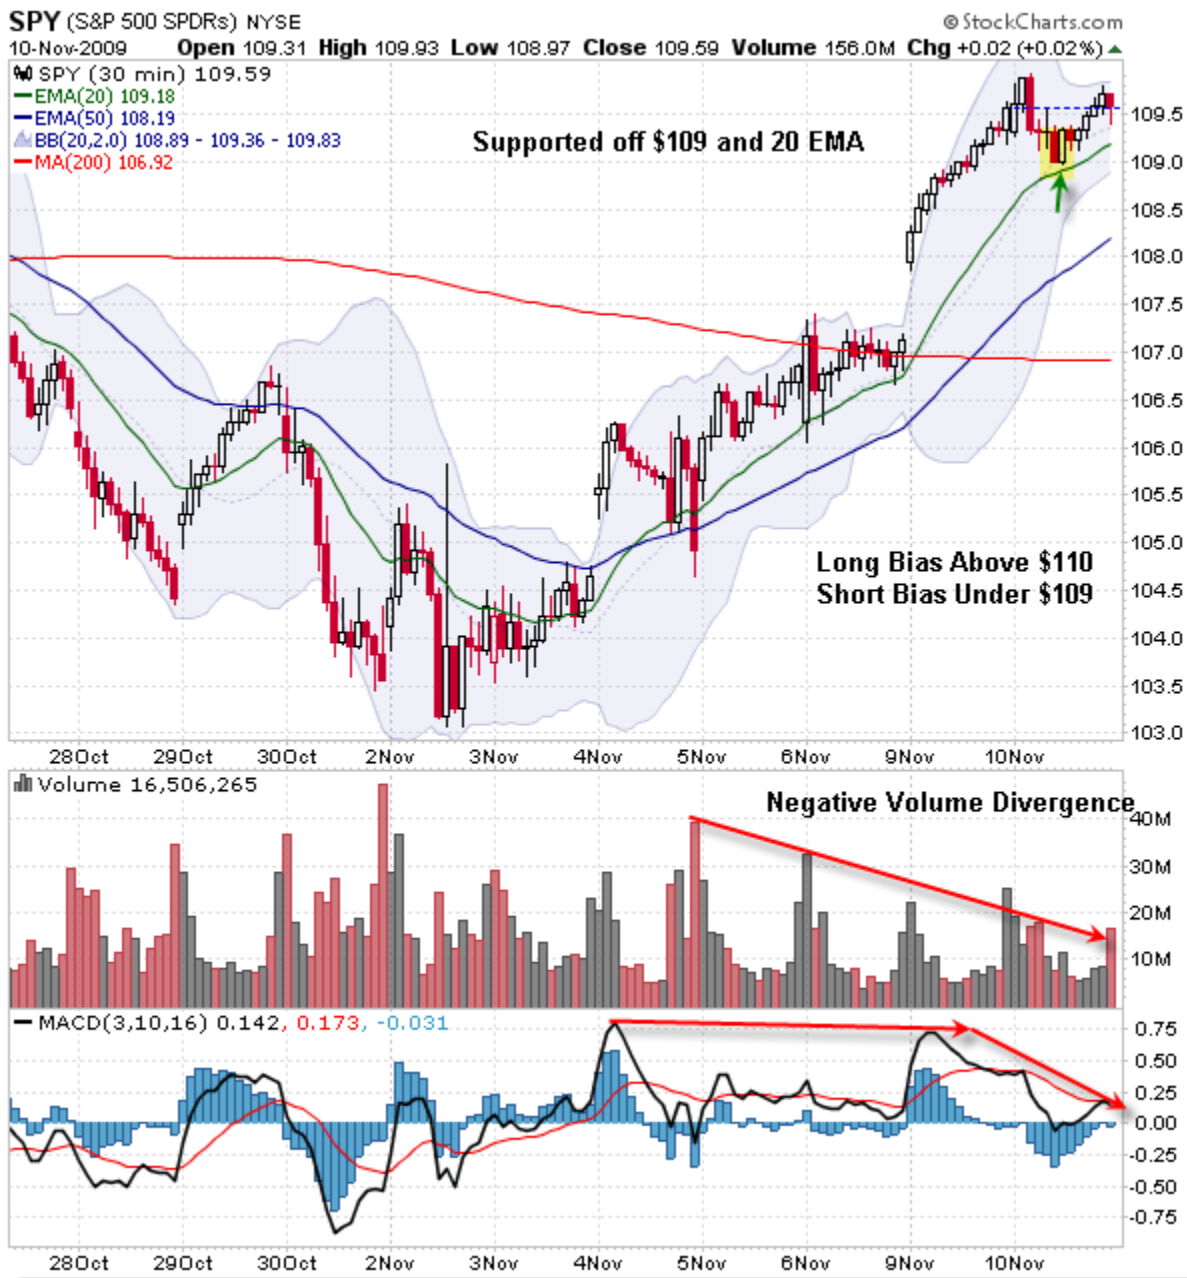 SPY (S&P 500 SPDRs) NYSE
© StockCharts.com
10-Nov-2009 Open 109.31 High 109.93 Low 108.97 Close 109.59 Volume 156.0M Chg +0.02 (+0.02%)
SPY (30 min) 109.59
EMA(20) 109.18
EMA(50) 108.19
BB(20,2.0) 108.89 - 109.36 - 109.83
MA(200) 106.92
Supported off $109 and 20 EMA
109.5
109.0
108.5
108.0
107.5
107.0
106.5
106.0
105.5
105.0
104.5
104.0
103.5
103.0
Long Bias Above $110
Short Bias Under $109
28Oct 29Oct 30Oct 2Nov 3Nov 4Nov 5Nov 6Nov 9Nov 10Nov
Volume 16,506,265
Negative Volume Divergence
40M
30M
20M
10M
MACD(3,10,16) 0.142, 0.173, -0.031
0.75
0.50
0.25
0.00
-0.25
-0.50
-0.75
28Oct 29Oct 30Oct 2Nov 3Nov 4Nov 5Nov 6Nov 9Nov 10Nov